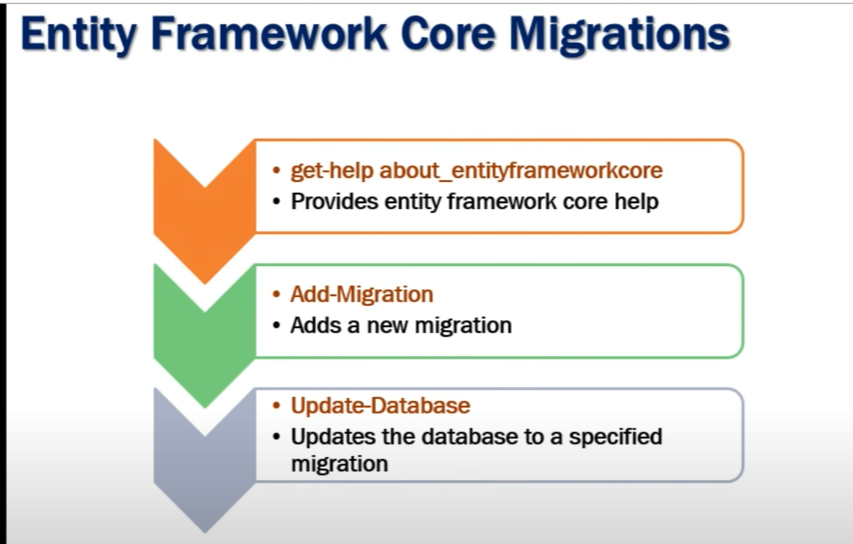 Entity Framework Core Migrations
• get-help about_entityframeworkcore
• Provides entity framework core help
• Add-Migration
• Adds a new migration
• Update-Database
• Updates the database to a specified
migration